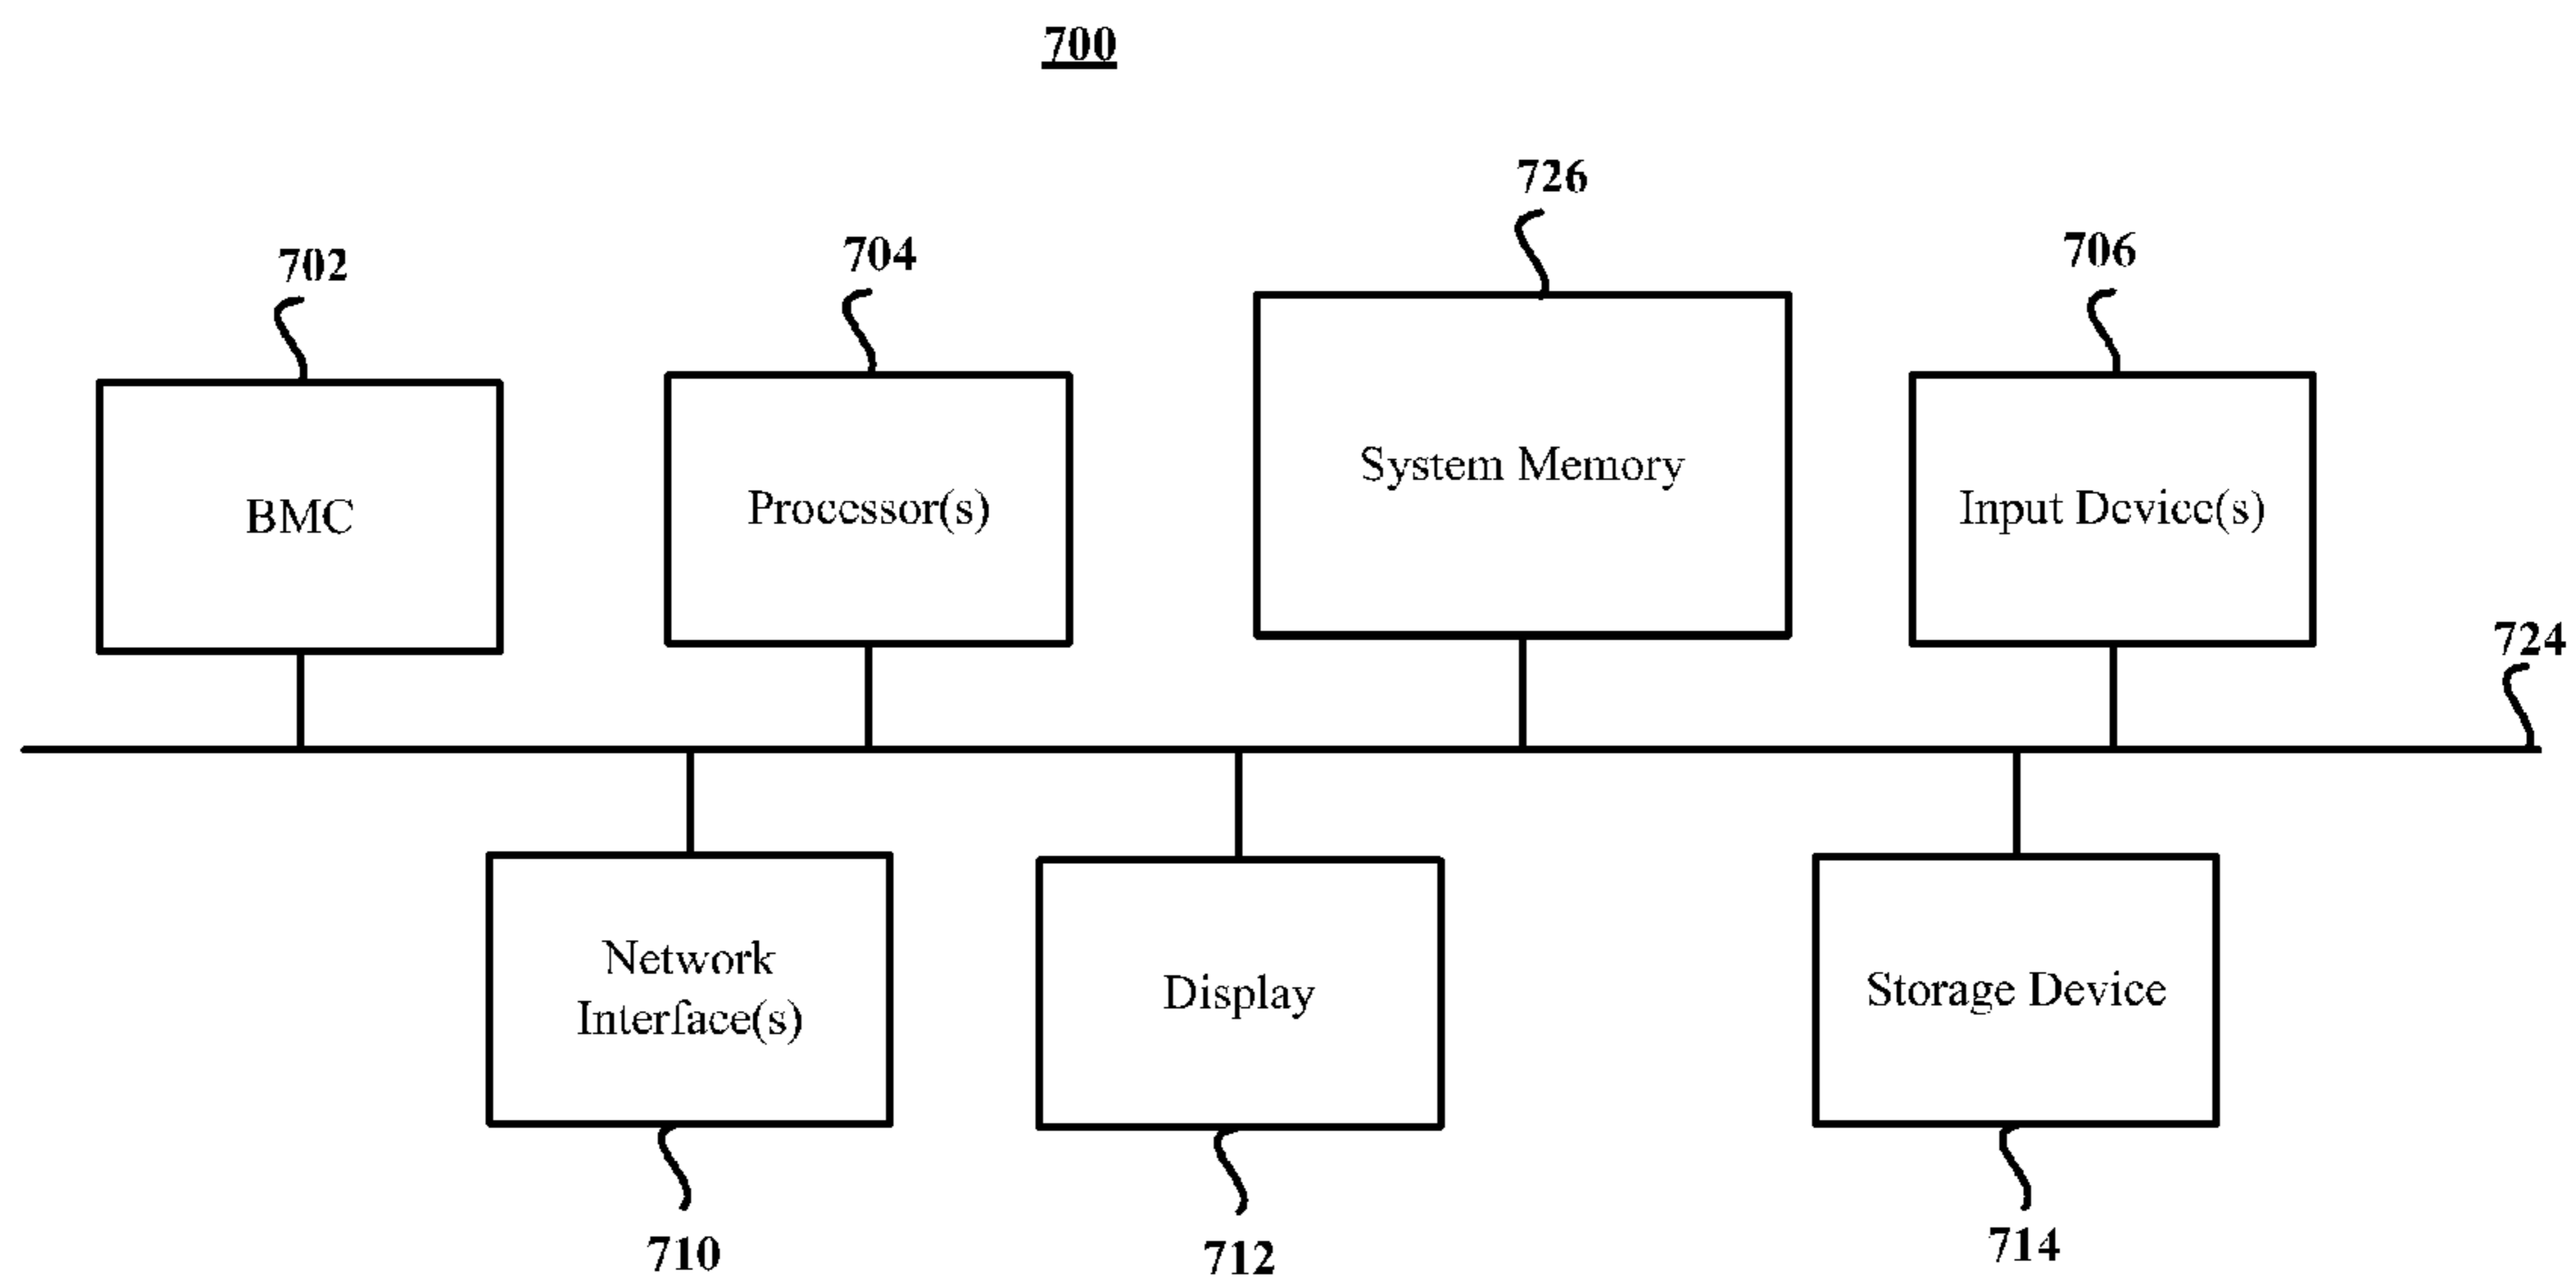 700
726
702
704
706
BMC
Processor(s)
System Memory
Input Device(s)
724
Network
Interface(s)
Display
Storage Device
710
712
714